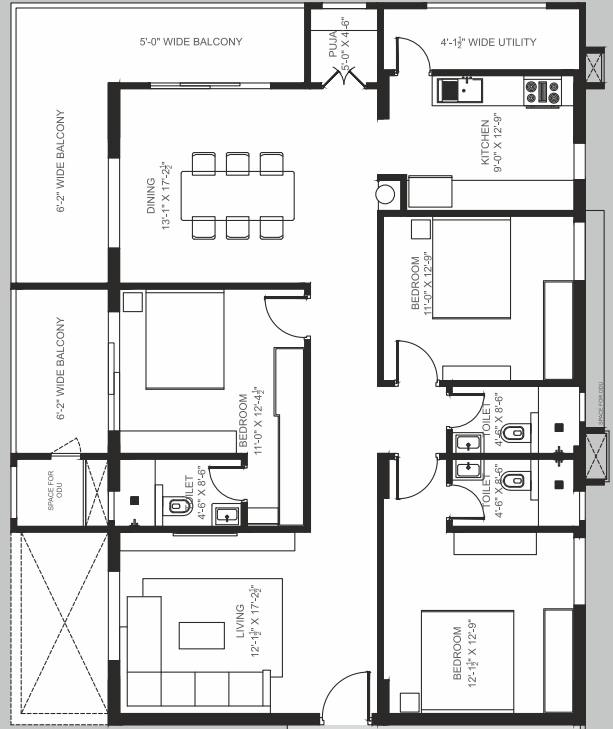 5'-0" WIDE BALCONY
PUJA
5'-0" X 4'-6"
4'-1½" WIDE UTILITY
6'-2" WIDE BALCONY
DINING
13'-1" X 17'-2½"
KITCHEN
9'-0" X 12'-9"
BEDROOM
11'-0" X 12'-9"
6'-2" WIDE BALCONY
BEDROOM
11'-0" X 12'-4½"
TOILET
4'-6" X 8'-6"
SPACE FOR ODU
SPACE FOR
ODU
TOILET
4'-6" X 8'-6"
TOILET
4'-6" X 8'-6"
LIVING
12'-1½" X 17'-2½"
BEDROOM
12'-1½" X 12'-9"